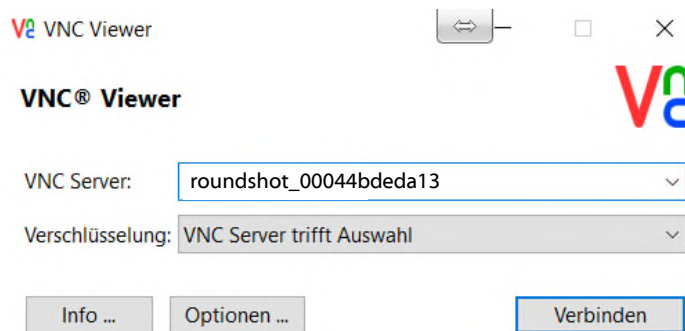 VNC Viewer
VNC® Viewer
VNC Server: roundshot_00044bdeda13
Verschlüsselung: VNC Server trifft Auswahl
Info ... Optionen ... Verbinden